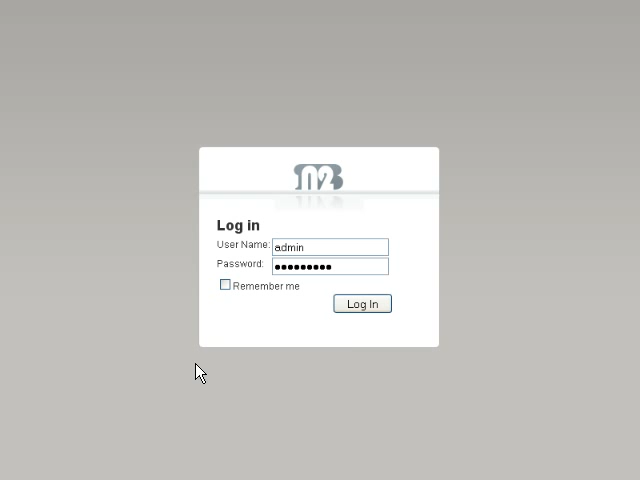 n2
Log in
User Name: admin
Password: •••••••••
Remember me
Log In